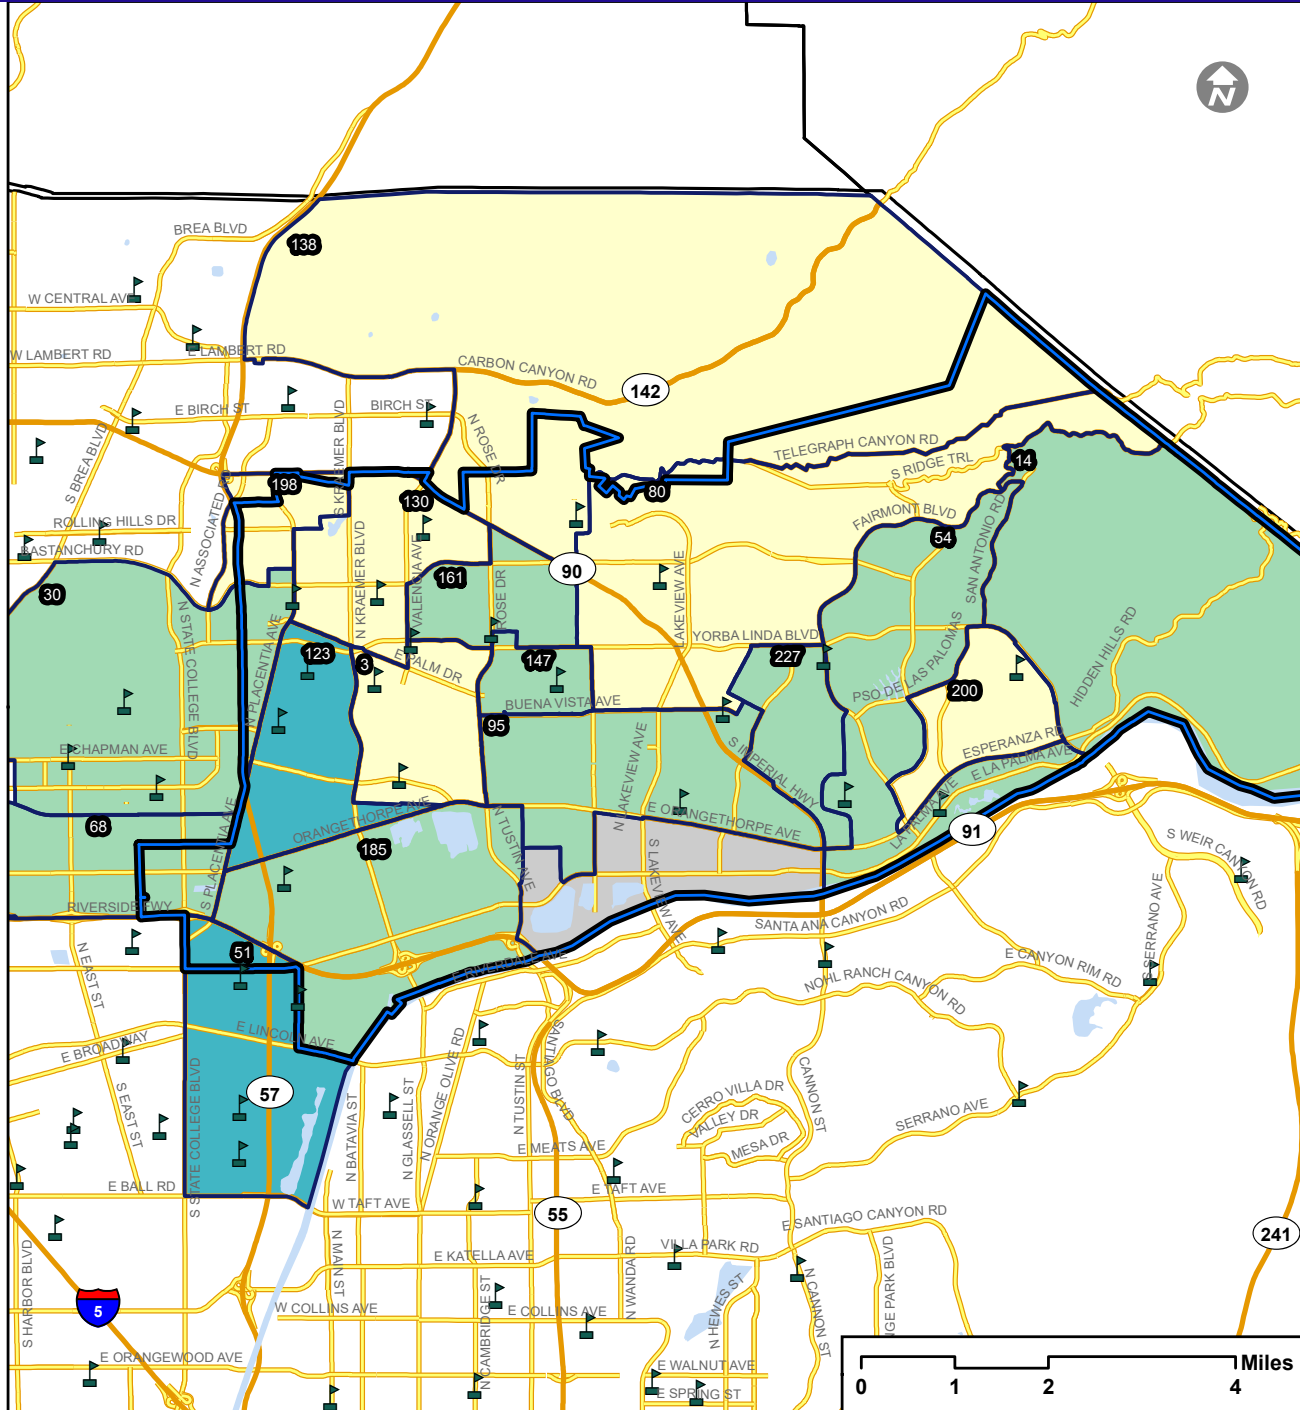 N
BREA BLVD
138
W CENTRAL AVE
W LAMBERT RD
E LAMBERT RD
CARBON CANYON RD
142
E BIRCH ST
BIRCH ST
N ROSE DR
S KRAEMER BLVD
S BREA BLVD
TELEGRAPH CANYON RD
S RIDGE TRL
14
198
130
80
N ASSOCIATED RD
ROLLING HILLS DR
FAIRMONT BLVD
54
SAN ANTONIO RD
BASTANCHURY RD
30
N KRAEMER BLVD
VALENCIA AVE
161
ROSE DR
90
LAKEVIEW AVE
N STATE COLLEGE BLVD
N PLACENTIA AVE
YORBA LINDA BLVD
HIDDEN HILLS RD
123
3
E PALM DR
147
227
PSO DE LAS PALOMAS
200
BUENA VISTA AVE
95
E CHAPMAN AVE
N LAKEVIEW AVE
S IMPERIAL HWY
ESPERANZA RD
E LA PALMA AVE
LA PALMA AVE
68
S PLACENTIA AVE
ORANGETHORPE AVE
185
N TUSTIN AVE
E ORANGETHORPE AVE
91
S WEIR CANYON RD
S LAKEVIEW AVE
RIVERSIDE FWY
SANTA ANA CANYON RD
S SERRANO AVE
N EAST ST
51
E RIVERDALE AVE
NOHL RANCH CANYON RD
E CANYON RIM RD
E BROADWAY
E LINCOLN AVE
SANTIAGO BLVD
57
S EAST ST
S STATE COLLEGE BLVD
N BATAVIA ST
N GLASSELL ST
N ORANGE OLIVE RD
N TUSTIN ST
CANNON ST
CERRO VILLA DR
VALLEY DR
MESA DR
SERRANO AVE
E MEATS AVE
E BALL RD
W TAFT AVE
E TAFT AVE
55
E SANTIAGO CANYON RD
241
S HARBOR BLVD
N MAIN ST
E KATELLA AVE
N WANDA RD
VILLA PARK RD
N CANNON ST
NGE PARK BLVD
5
W COLLINS AVE
N CAMBRIDGE ST
E COLLINS AVE
N HEWES ST
E ORANGEWOOD AVE
E WALNUT AVE
E SPRING ST
Miles
0 1 2 4